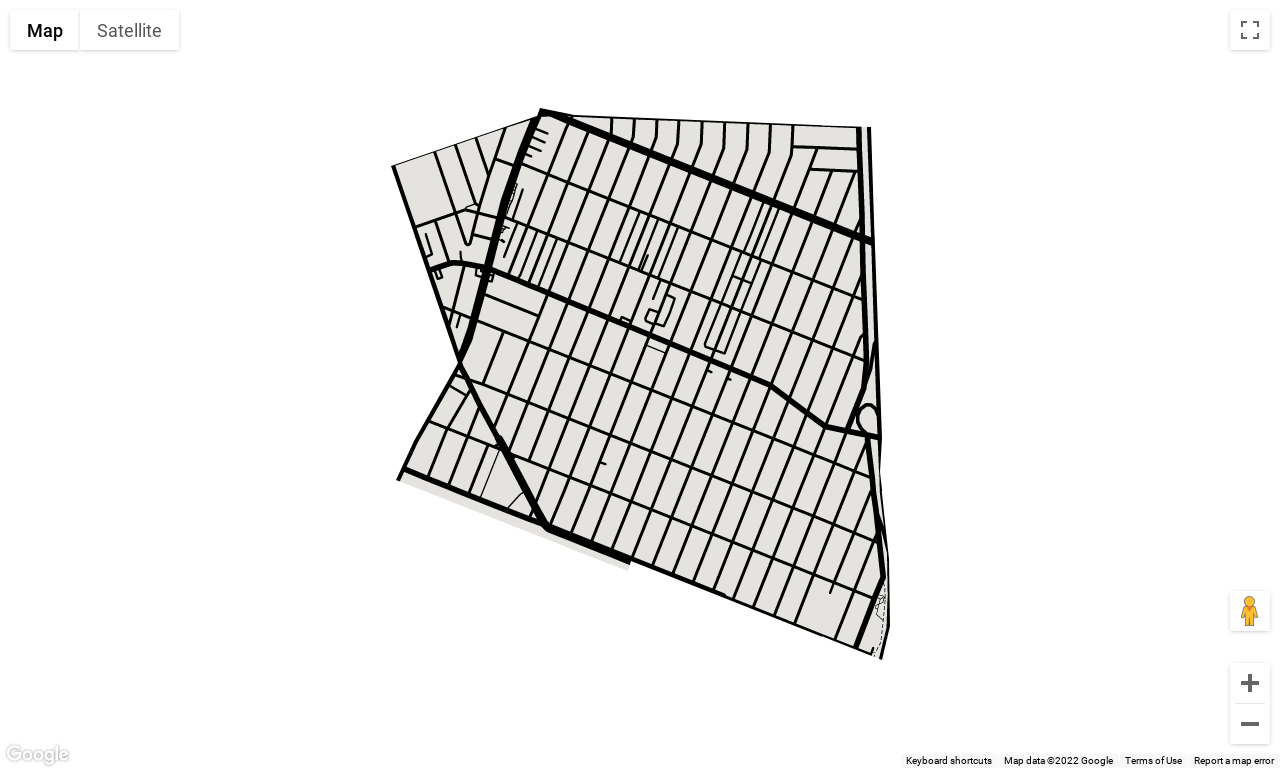 Map
Satellite
Google
Keyboard shortcuts
Map data ©2022 Google
Terms of Use
Report a map error